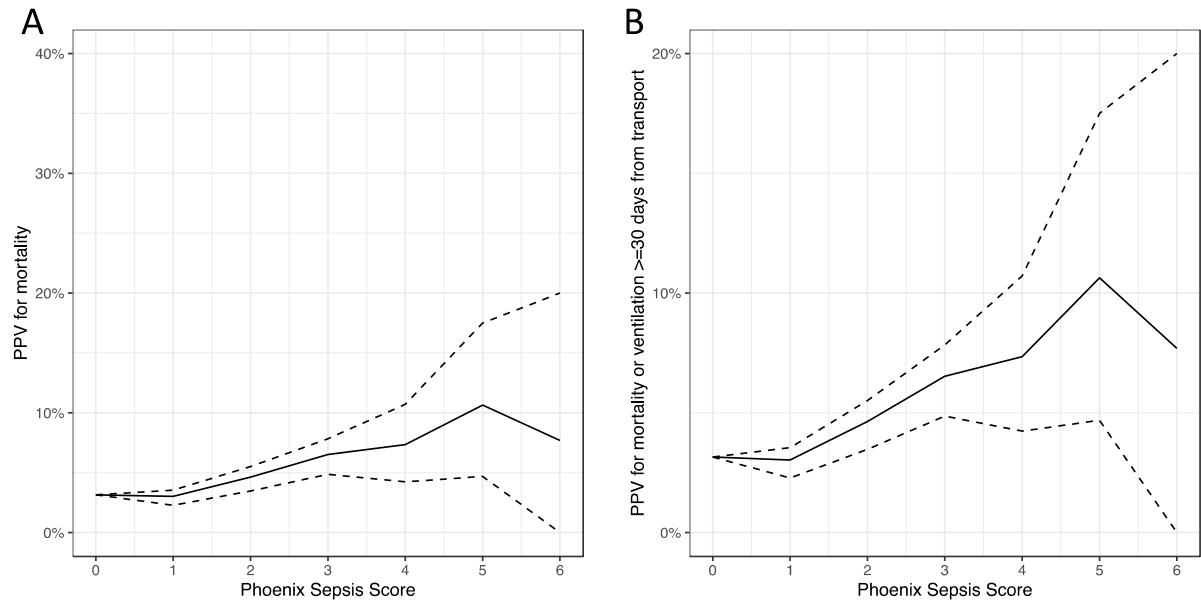 A
PPV for mortality
40%
30%
20%
10%
0%
0 1 2 3 4 5 6
Phoenix Sepsis Score
B
PPV for mortality or ventilation >=30 days from transport
20%
10%
0%
0 1 2 3 4 5 6
Phoenix Sepsis Score